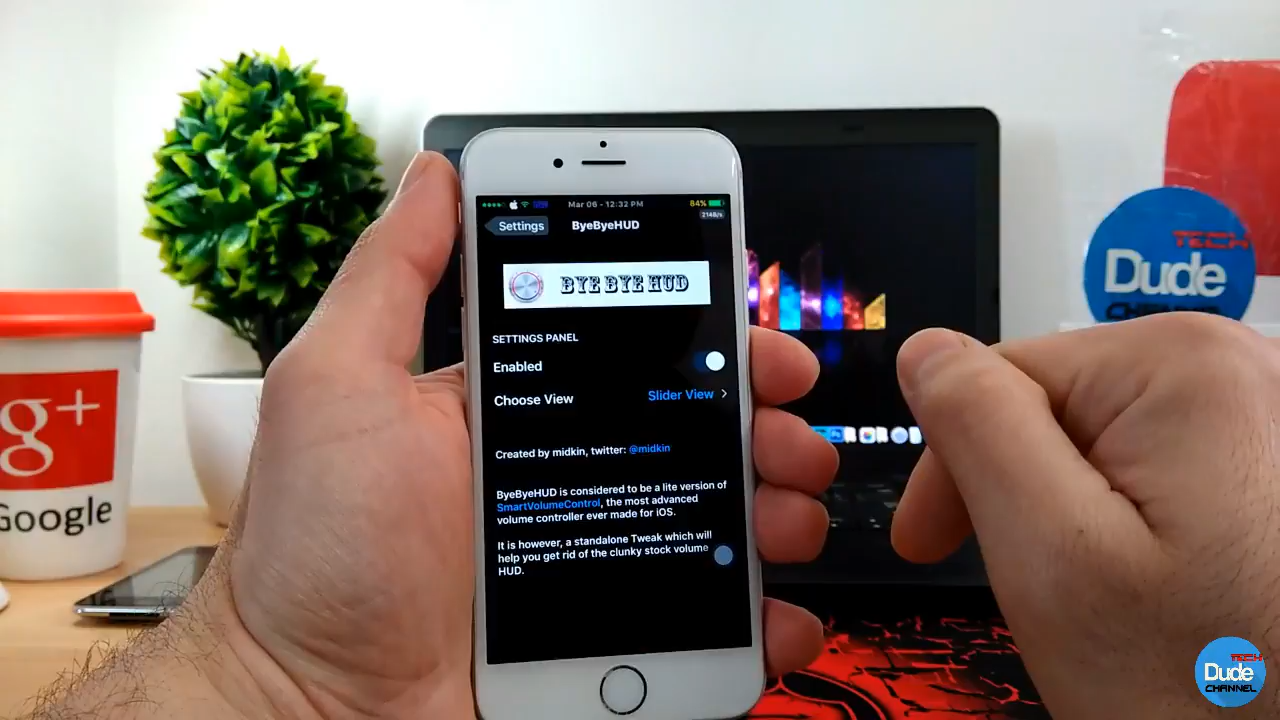 Mar 06 - 12:32 PM
84%
Settings
ByeByeHUD
BYE BYE HUD
SETTINGS PANEL
Enabled
Choose View
Slider View
Created by midkin, twitter: @midkin
ByeByeHUD is considered to be a lite version of
SmartVolumeControl, the most advanced
volume controller ever made for iOS.
It is however, a standalone Tweak which will
help you get rid of the clunky stock volume
HUD.
g+
Google
TECH
Dude
CHANNEL
TECH
Dude
CHANNEL